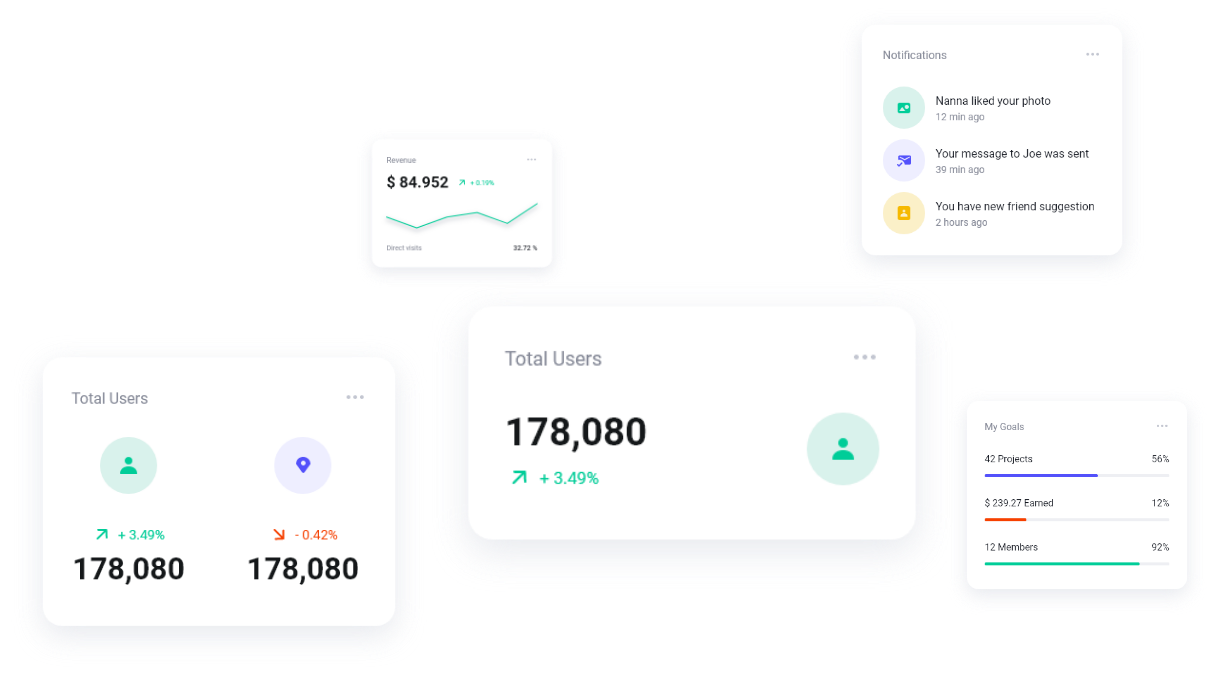 Notifications
Nanna liked your photo
12 min ago
Your message to Joe was sent
39 min ago
You have new friend suggestion
2 hours ago
Revenue
$ 84.952 + 0.19%
Direct visits 32.72 %
Total Users
+ 3.49% - 0.42%
178,080 178,080
Total Users
178,080
+ 3.49%
My Goals
42 Projects 56%
$ 239.27 Earned 12%
12 Members 92%